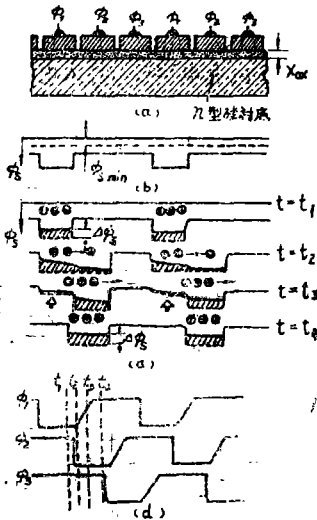 φ₁ φ₂ φ₃ φ₁ φ₂ φ₃
Xox
(a) n型硅衬底
φs φs min
(b)
φs Δφs t=t₁
t=t₂
t=t₃
Δφs t=t₄
(c)
t₁ t₂ t₃ t₄
φ₁
φ₂
φ₃
(d)